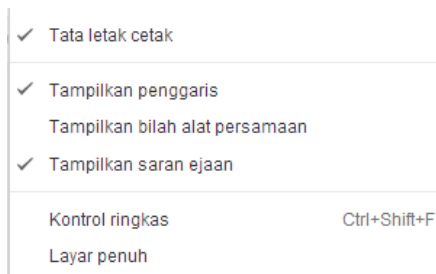 Tata letak cetak
Tampilkan penggaris
Tampilkan bilah alat persamaan
Tampilkan saran ejaan
Kontrol ringkas Ctrl+Shift+F
Layar penuh